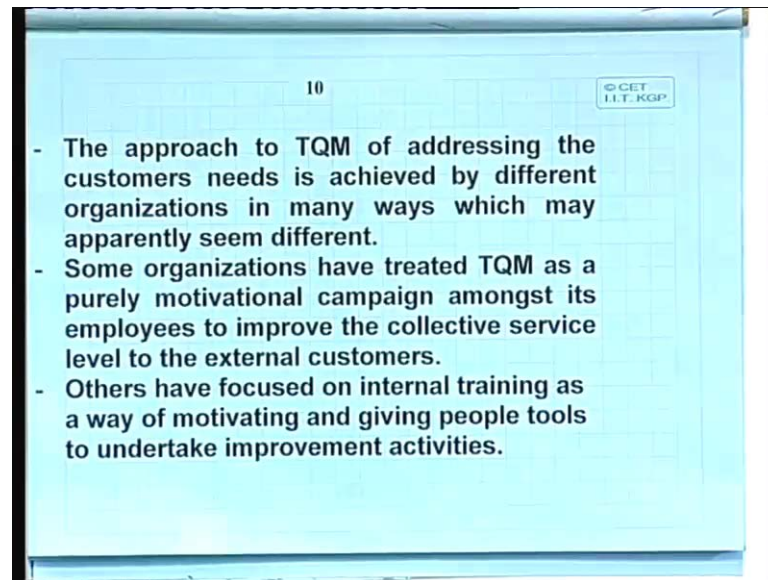 10
© CET
I.I.T. KGP
- The approach to TQM of addressing the
customers needs is achieved by different
organizations in many ways which may
apparently seem different.
- Some organizations have treated TQM as a
purely motivational campaign amongst its
employees to improve the collective service
level to the external customers.
- Others have focused on internal training as
a way of motivating and giving people tools
to undertake improvement activities.